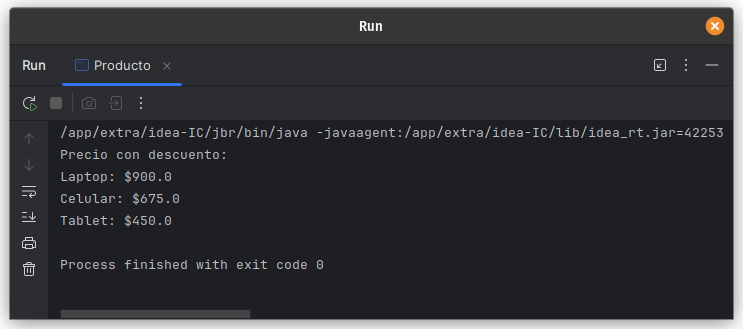 Run
Run
Producto
/app/extra/idea-IC/jbr/bin/java -javaagent:/app/extra/idea-IC/lib/idea_rt.jar=42253
Precio con descuento:
Laptop: $900.0
Celular: $675.0
Tablet: $450.0
Process finished with exit code 0